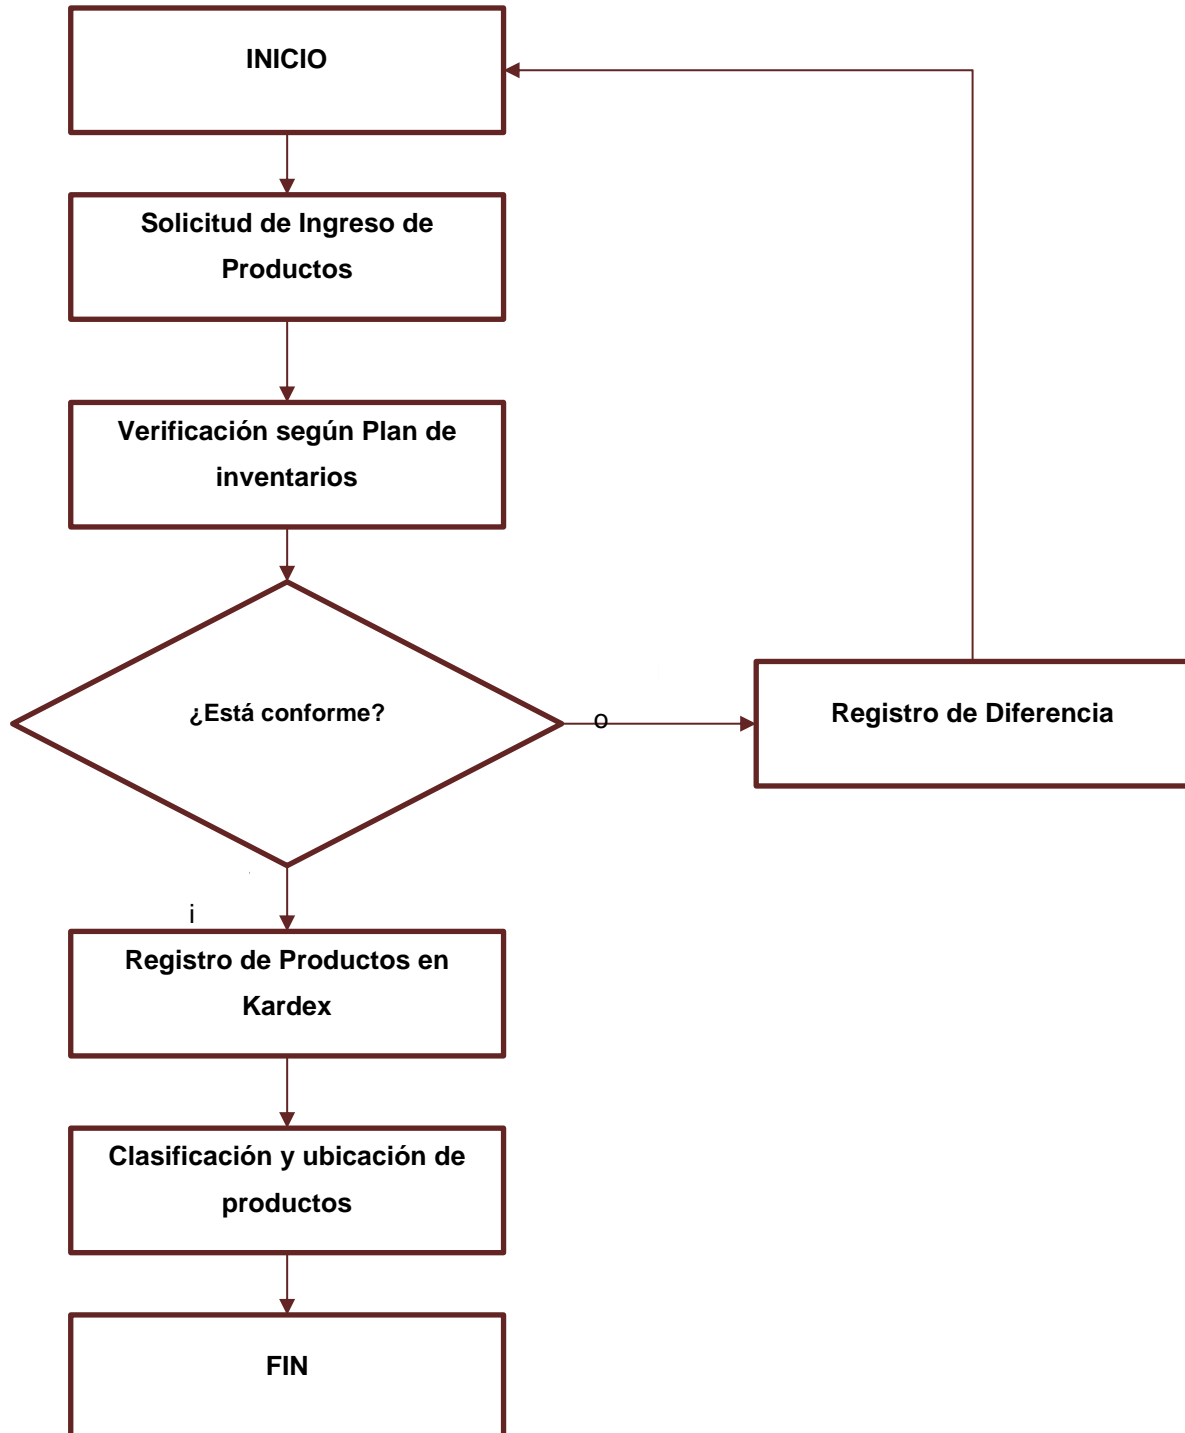 INICIO
Solicitud de Ingreso de
Productos
Verificación según Plan de
inventarios
¿Está conforme?
o
Registro de Diferencia
i
Registro de Productos en
Kardex
Clasificación y ubicación de
productos
FIN